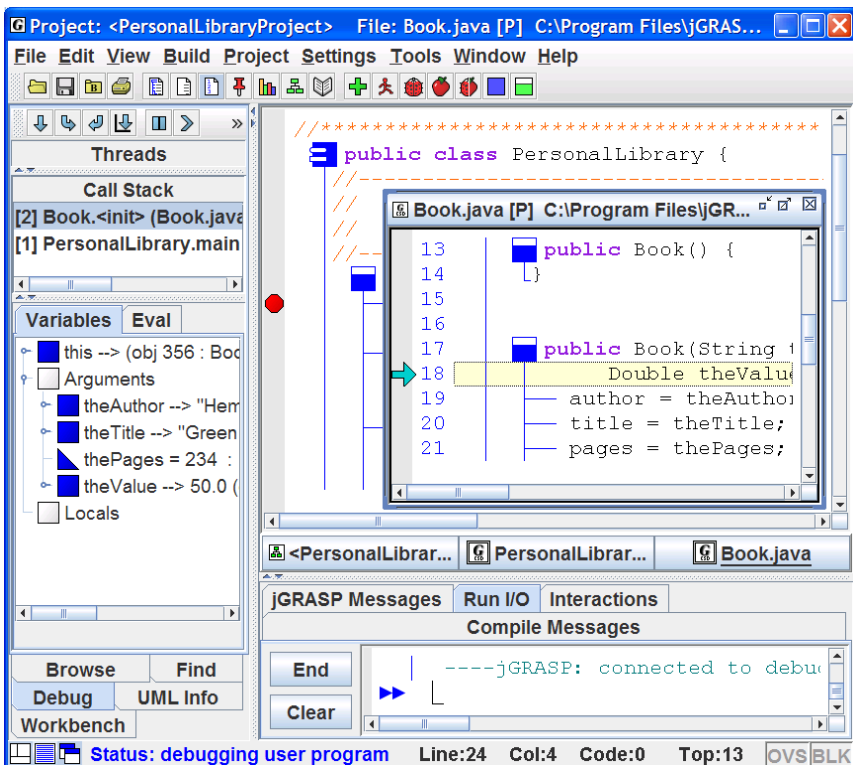 Project: <PersonalLibraryProject> File: Book.java [P] C:\Program Files\jGRAS...
File Edit View Build Project Settings Tools Window Help
Threads
Call Stack
[2] Book.<init> (Book.java
[1] PersonalLibrary.main
Variables Eval
this --> (obj 356 : Boo
Arguments
theAuthor --> "Hem
theTitle --> "Green
thePages = 234 :
theValue --> 50.0 (
Locals
Browse Find
Debug UML Info
Workbench
//***************************************
public class PersonalLibrary {
//
//
//
//--
Book.java [P] C:\Program Files\jGR...
13 public Book() {
14 }
15
16
17 public Book(String t
18 Double theValue
19 author = theAuthor
20 title = theTitle;
21 pages = thePages;
<PersonalLibrar... PersonalLibrar... Book.java
jGRASP Messages Run I/O Interactions
Compile Messages
End
Clear
----jGRASP: connected to debug
Status: debugging user program Line:24 Col:4 Code:0 Top:13 OVS BLK